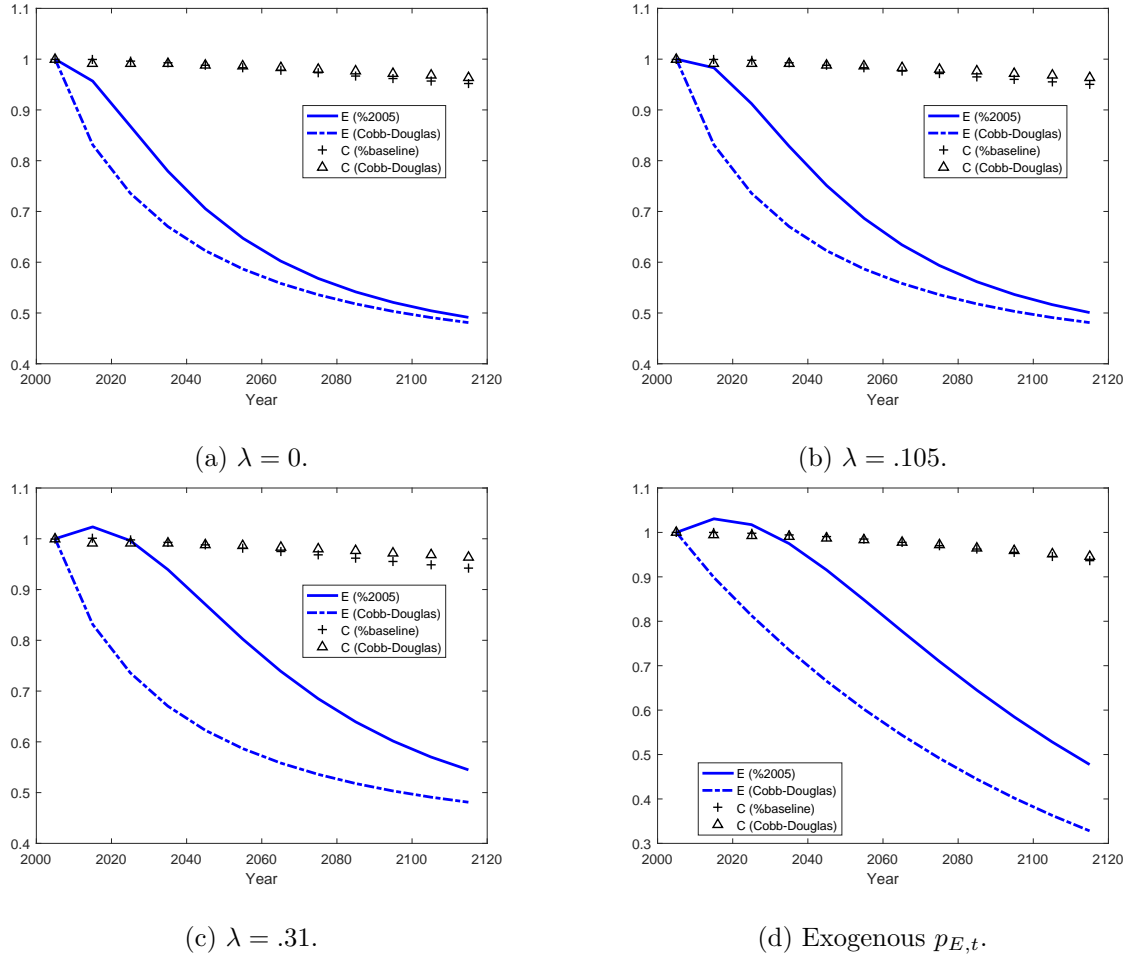 1.1
1
0.9
0.8
0.7
0.6
0.5
0.4
2000 2020 2040 2060 2080 2100 2120
Year
E (%2005)
E (Cobb-Douglas)
C (%baseline)
C (Cobb-Douglas)
(a) λ = 0.
1.1
1
0.9
0.8
0.7
0.6
0.5
0.4
2000 2020 2040 2060 2080 2100 2120
Year
E (%2005)
E (Cobb-Douglas)
C (%baseline)
C (Cobb-Douglas)
(b) λ = .105.
1.1
1
0.9
0.8
0.7
0.6
0.5
0.4
2000 2020 2040 2060 2080 2100 2120
Year
E (%2005)
E (Cobb-Douglas)
C (%baseline)
C (Cobb-Douglas)
(c) λ = .31.
1.1
1
0.9
0.8
0.7
0.6
0.5
0.4
0.3
2000 2020 2040 2060 2080 2100 2120
Year
E (%2005)
E (Cobb-Douglas)
C (%baseline)
C (Cobb-Douglas)
(d) Exogenous p_{E,t}.